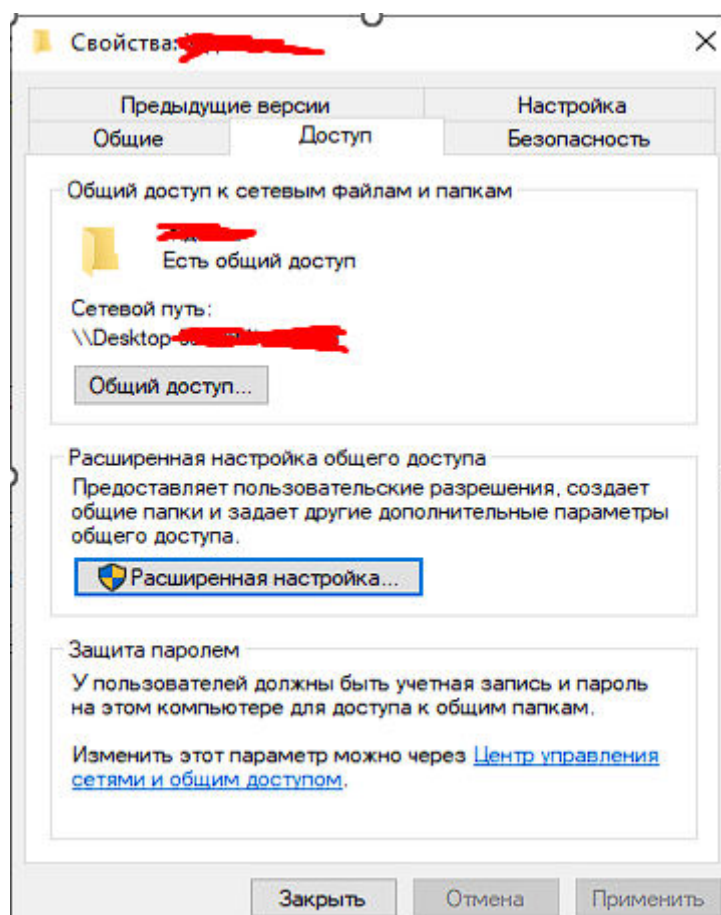 Свойства:
Предыдущие версии
Настройка
Общие
Доступ
Безопасность
Общий доступ к сетевым файлам и папкам
Есть общий доступ
Сетевой путь:
\\Desktop-
Общий доступ...
Расширенная настройка общего доступа
Предоставляет пользовательские разрешения, создает
общие папки и задает другие дополнительные параметры
общего доступа.
Расширенная настройка...
Защита паролем
У пользователей должны быть учетная запись и пароль
на этом компьютере для доступа к общим папкам.
Изменить этот параметр можно через Центр управления
сетями и общим доступом.
Закрыть
Отмена
Применить